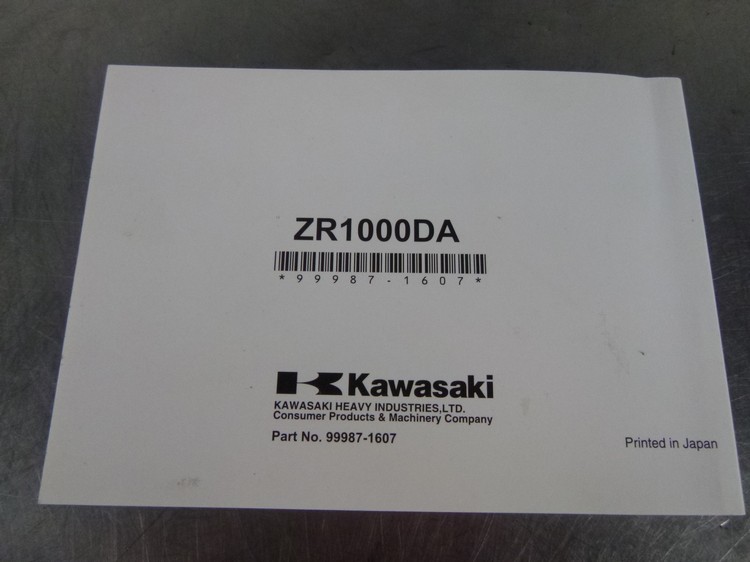 ZR1000DA
*99987-1607*
Kawasaki
KAWASAKI HEAVY INDUSTRIES,LTD.
Consumer Products & Machinery Company
Part No. 99987-1607
Printed in Japan